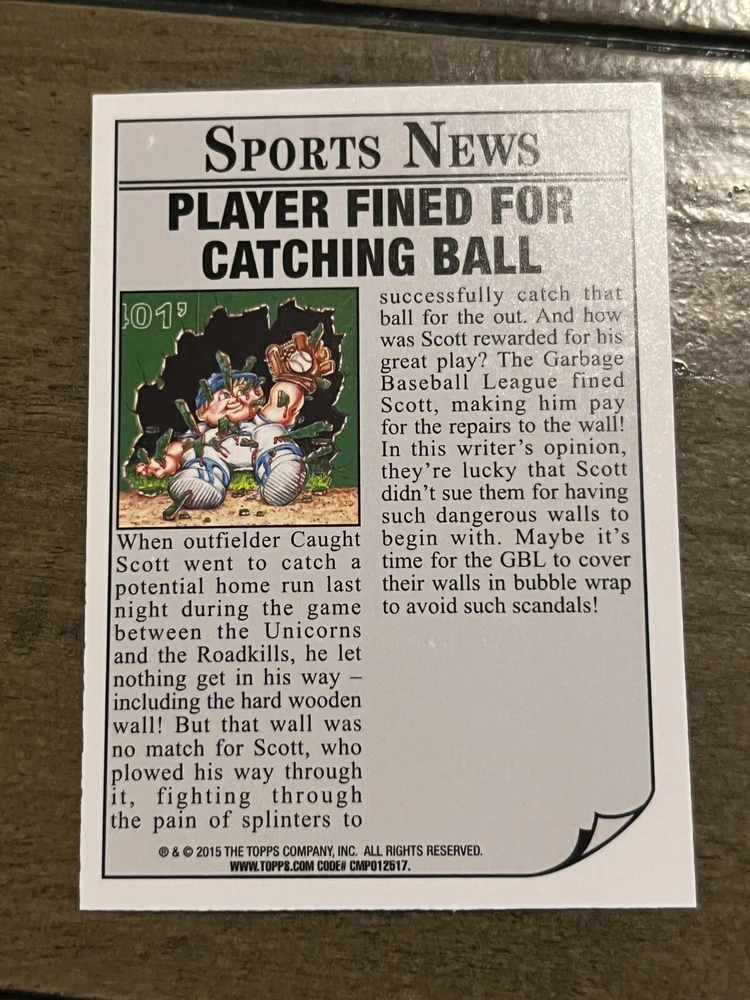 SPORTS NEWS
PLAYER FINED FOR
CATCHING BALL
401'
When outfielder Caught
Scott went to catch a
potential home run last
night during the game
between the Unicorns
and the Roadkills, he let
nothing get in his way –
including the hard wooden
wall! But that wall was
no match for Scott, who
plowed his way through
it, fighting through
the pain of splinters to
successfully catch that
ball for the out. And how
was Scott rewarded for his
great play? The Garbage
Baseball League fined
Scott, making him pay
for the repairs to the wall!
In this writer's opinion,
they're lucky that Scott
didn't sue them for having
such dangerous walls to
begin with. Maybe it's
time for the GBL to cover
their walls in bubble wrap
to avoid such scandals!
® & © 2015 THE TOPPS COMPANY, INC. ALL RIGHTS RESERVED.
WWW.TOPPS.COM CODE# CMP012517.